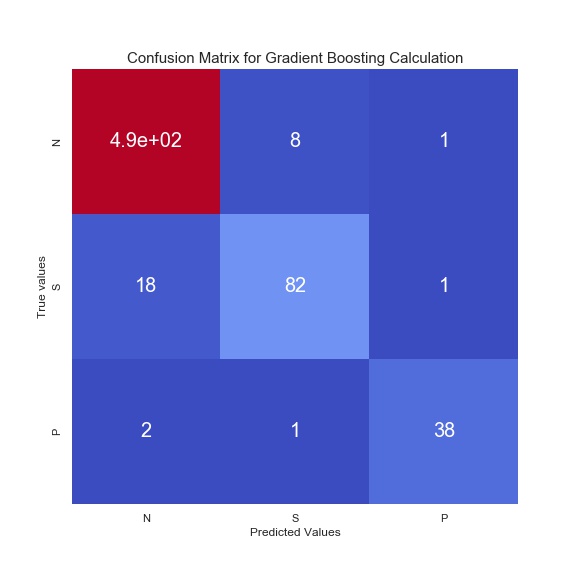 Confusion Matrix for Gradient Boosting Calculation
N 4.9e+02 8 1
S 18 82 1
P 2 1 38
True values
N S P
Predicted Values